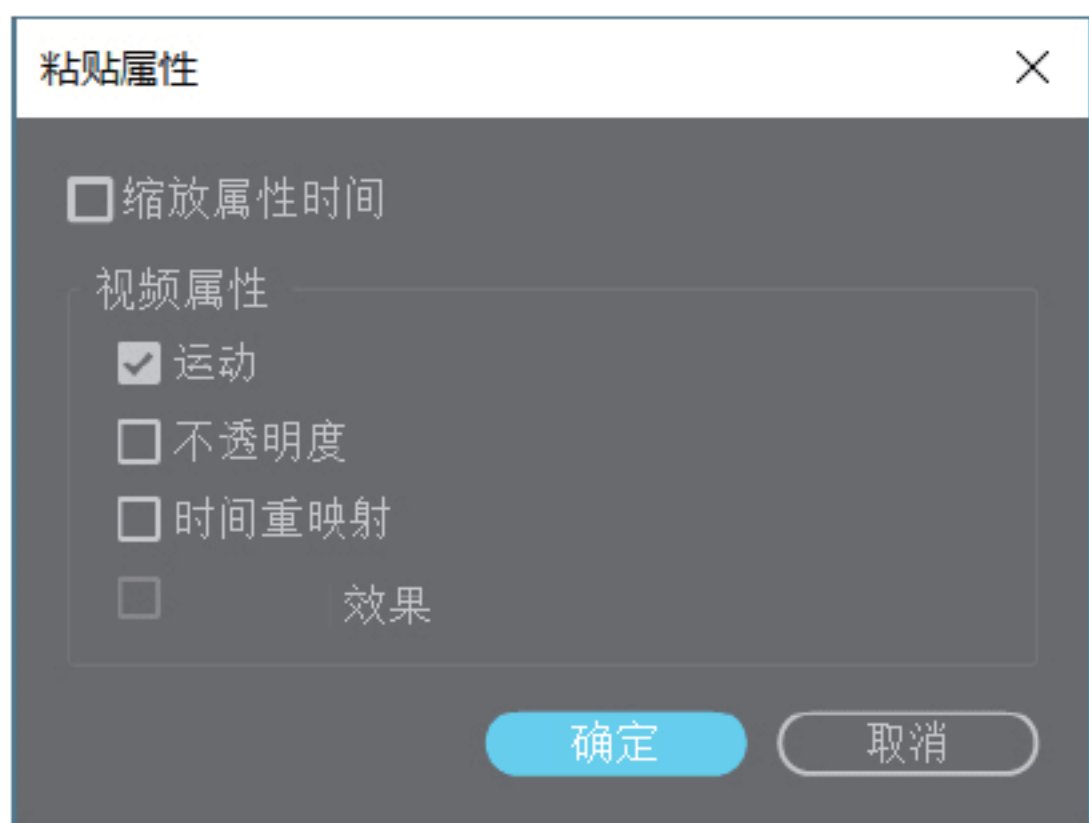 粘贴属性
缩放属性时间
视频属性
运动
不透明度
时间重映射
效果
确定 取消